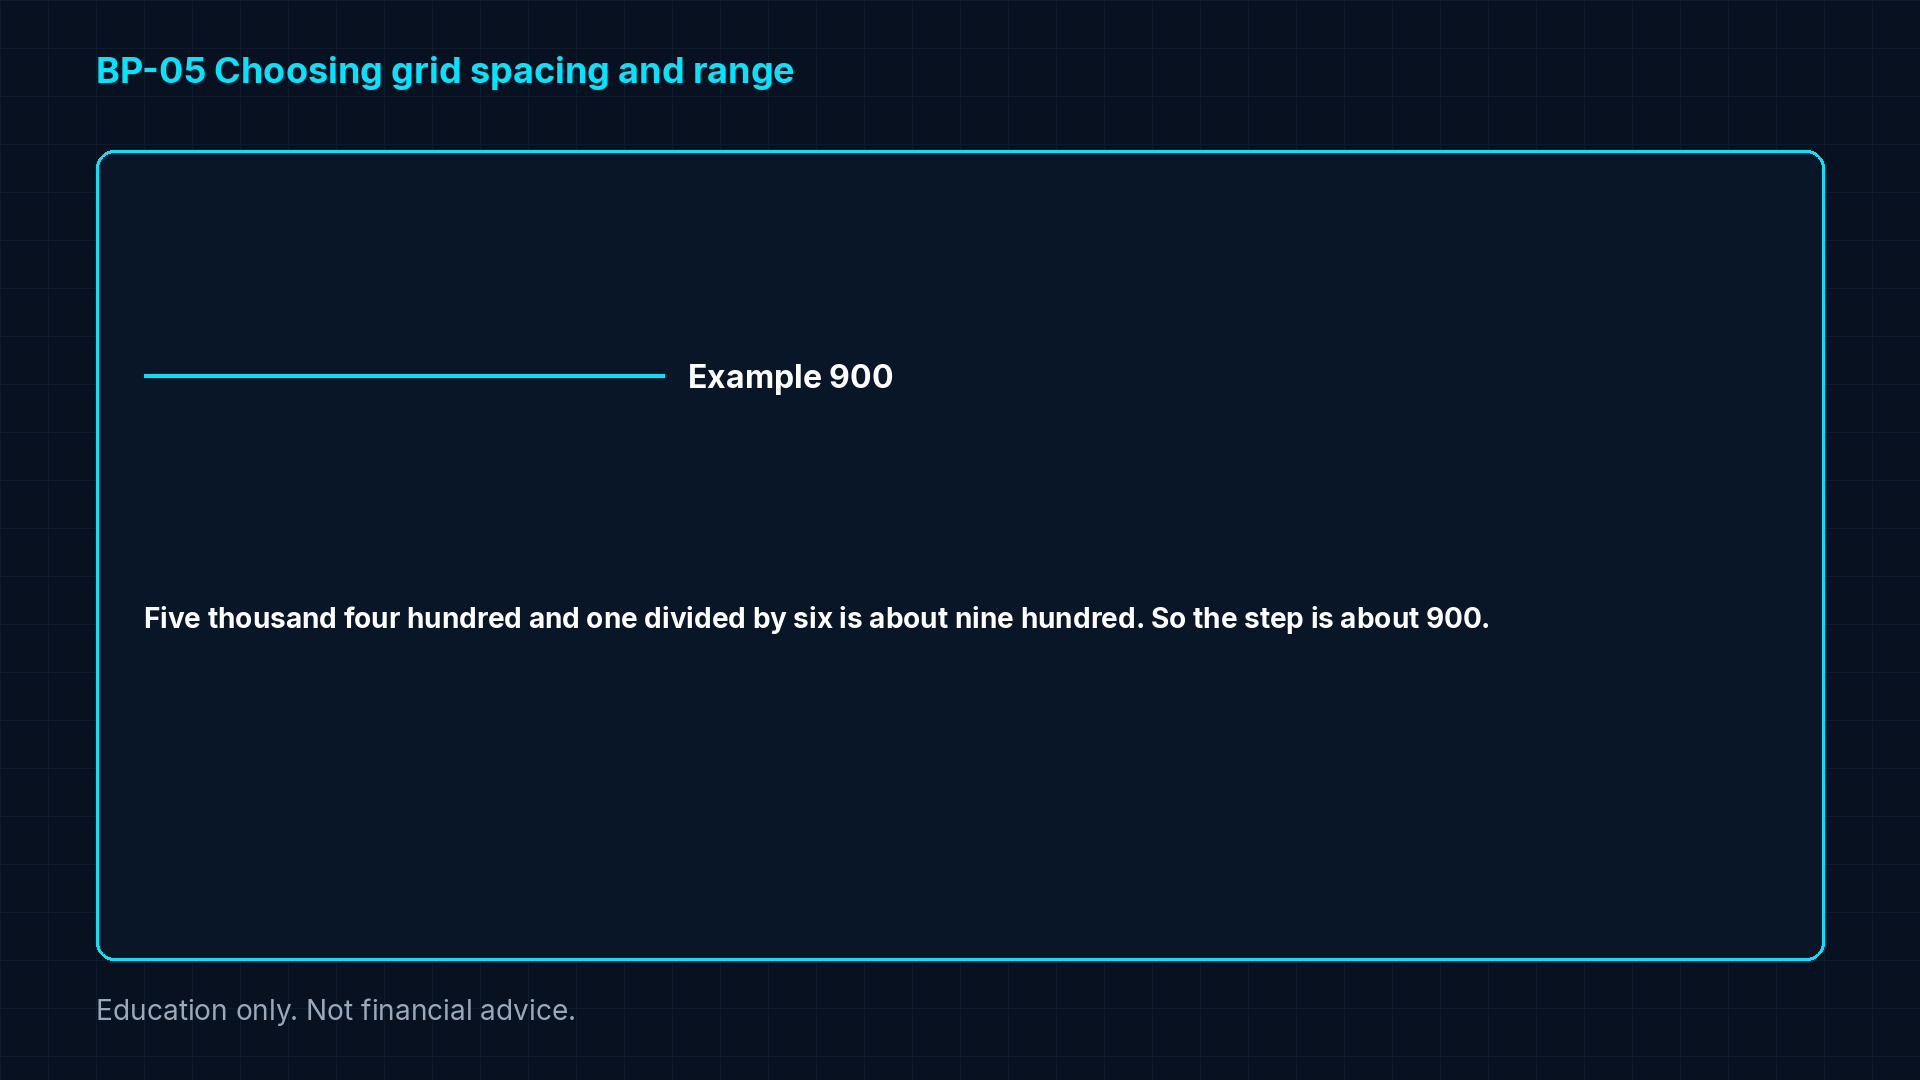 BP-05 Choosing grid spacing and range
Example 900
Five thousand four hundred and one divided by six is about nine hundred. So the step is about 900.
Education only. Not financial advice.